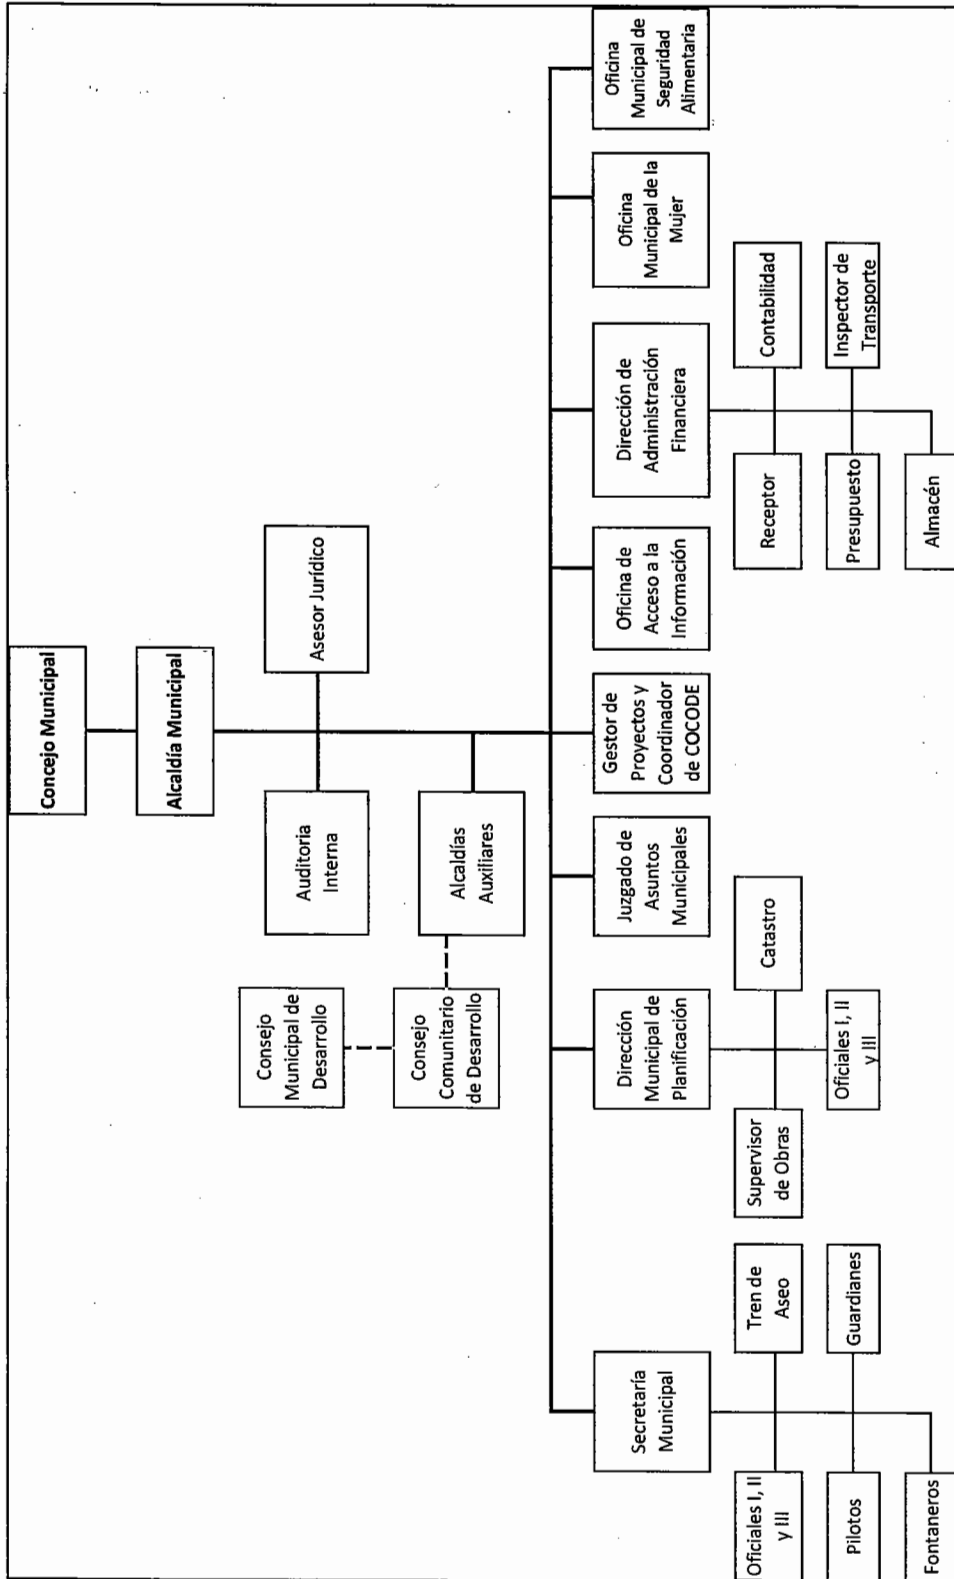 Concejo Municipal
Alcaldía Municipal
Auditoria
Interna
Asesor Jurídico
Consejo
Municipal de
Desarrollo
Consejo
Comunitario
de Desarrollo
Alcaldías
Auxiliares
Secretaría
Municipal
Dirección
Municipal de
Planificación
Juzgado de
Asuntos
Municipales
Gestor de
Proyectos y
Coordinador
de COCODE
Oficina de
Acceso a la
Información
Dirección de
Administración
Financiera
Oficina
Municipal de la
Mujer
Oficina
Municipal de
Seguridad
Alimentaria
Oficiales I, II
y III
Tren de
Aseo
Pilotos
Guardianes
Fontaneros
Supervisor
de Obras
Catastro
Oficiales I, II
y III
Receptor
Contabilidad
Presupuesto
Inspector de
Transporte
Almacén